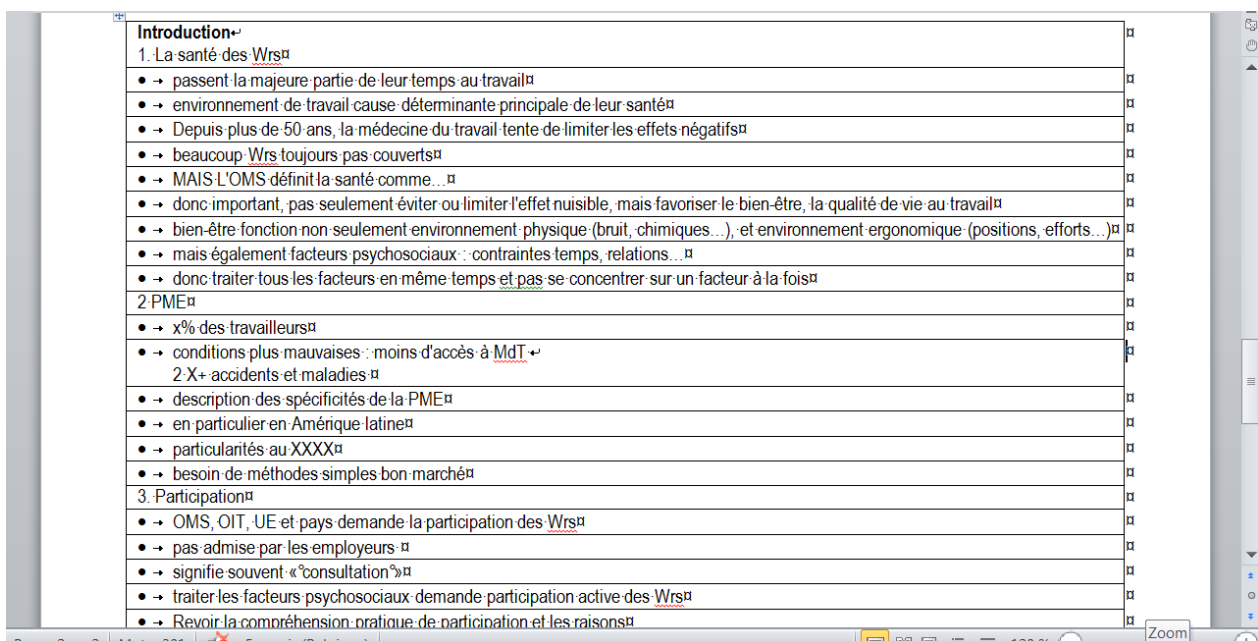 Introduction
1. La santé des Wrs
● passent la majeure partie de leur temps au travail
● environnement de travail cause déterminante principale de leur santé
● Depuis plus de 50 ans, la médecine du travail tente de limiter les effets négatifs
● beaucoup Wrs toujours pas couverts
● MAIS L'OMS définit la santé comme…
● donc important, pas seulement éviter ou limiter l'effet nuisible, mais favoriser le bien-être, la qualité de vie au travail
● bien-être fonction non seulement environnement physique (bruit, chimiques…), et environnement ergonomique (positions, efforts…)
● mais également facteurs psychosociaux : contraintes temps, relations…
● donc traiter tous les facteurs en même temps et pas se concentrer sur un facteur à la fois
2 PME
● x% des travailleurs
● conditions plus mauvaises : moins d'accès à MdT
2 X+ accidents et maladies
● description des spécificités de la PME
● en particulier en Amérique latine
● particularités au XXXX
● besoin de méthodes simples bon marché
3. Participation
● OMS, OIT, UE et pays demande la participation des Wrs
● pas admise par les employeurs
● signifie souvent «°consultation°»
● traiter les facteurs psychosociaux demande participation active des Wrs
● Revoir la compréhension pratique de participation et les raisons
Zoom